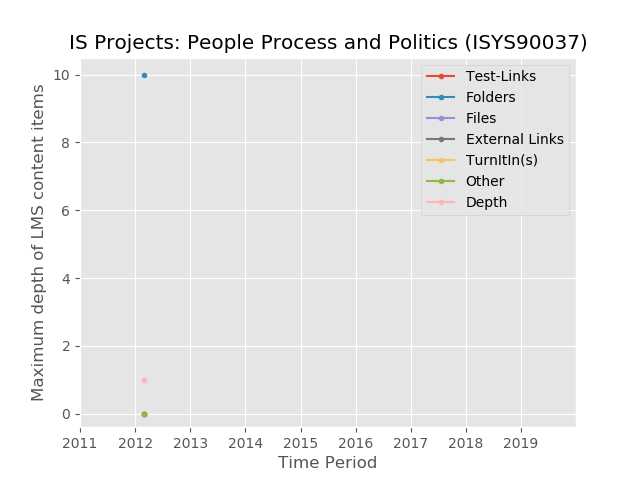 IS Projects: People Process and Politics (ISYS90037)
Maximum depth of LMS content items
10
8
6
4
2
0
Test-Links
Folders
Files
External Links
TurnItIn(s)
Other
Depth
2011 2012 2013 2014 2015 2016 2017 2018 2019
Time Period